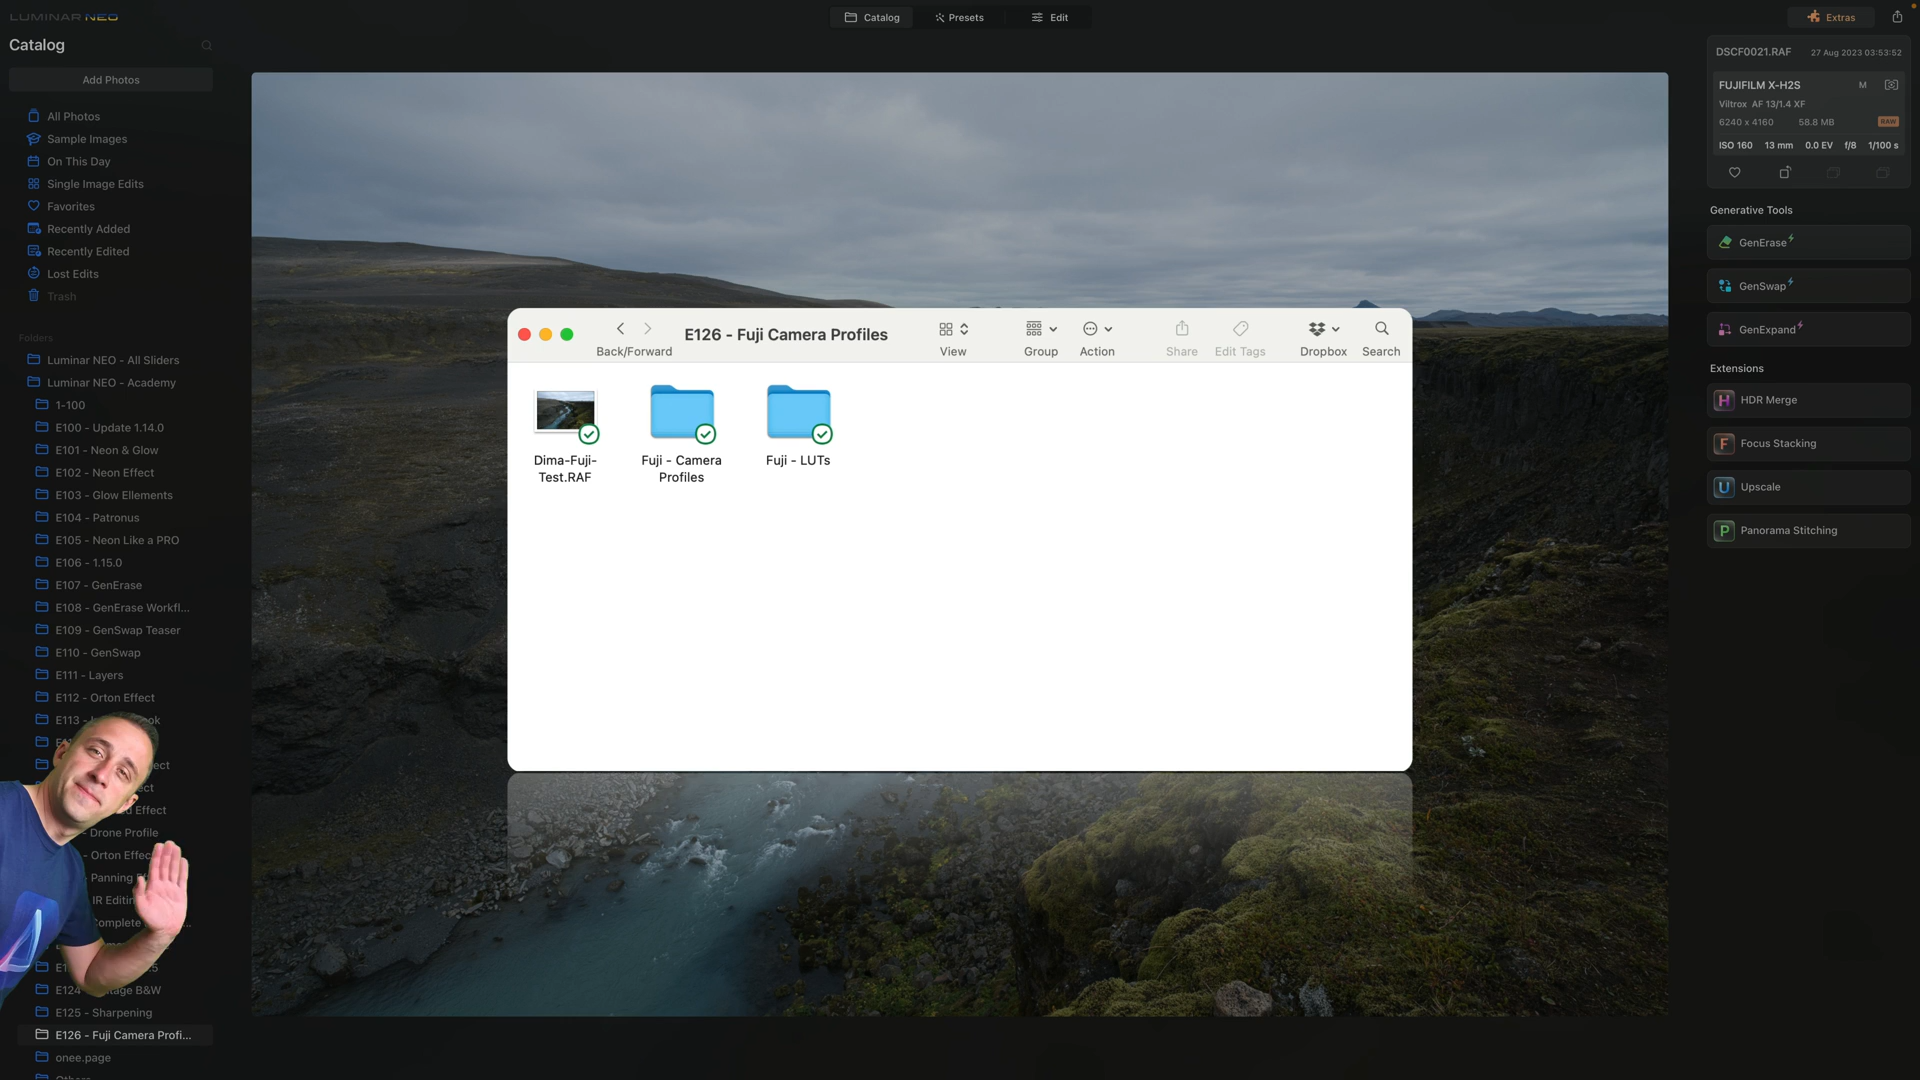 LUMINAR NEO
Catalog
Presets
Edit
Extras
Catalog
Add Photos
All Photos
Sample Images
On This Day
Single Image Edits
Favorites
Recently Added
Recently Edited
Lost Edits
Trash
Folders
Luminar NEO - All Sliders
Luminar NEO - Academy
1-100
E100 - Update 1.14.0
E101 - Neon & Glow
E102 - Neon Effect
E103 - Glow Ellements
E104 - Patronus
E105 - Neon Like a PRO
E106 - 1.15.0
E107 - GenErase
E108 - GenErase Workfl...
E109 - GenSwap Teaser
E110 - GenSwap
E111 - Layers
E112 - Orton Effect
E113 -
Effect
- Drone Profile
- Orton Effec
- Panning
IR Editin
E124
B&W
E125 - Sharpening
E126 - Fuji Camera Profi...
onee.page
E126 - Fuji Camera Profiles
Back/Forward
View
Group
Action
Share
Edit Tags
Dropbox
Search
Dima-Fuji-
Test.RAF
Fuji - Camera
Profiles
Fuji - LUTs
DSCF0021.RAF
27 Aug 2023 03:53:52
FUJIFILM X-H2S
M
Viltrox AF 13/1.4 XF
6240 x 4160
58.8 MB
RAW
ISO 160
13 mm
0.0 EV
f/8
1/100 s
Generative Tools
GenErase
GenSwap
GenExpand
Extensions
H HDR Merge
F Focus Stacking
U Upscale
P Panorama Stitching